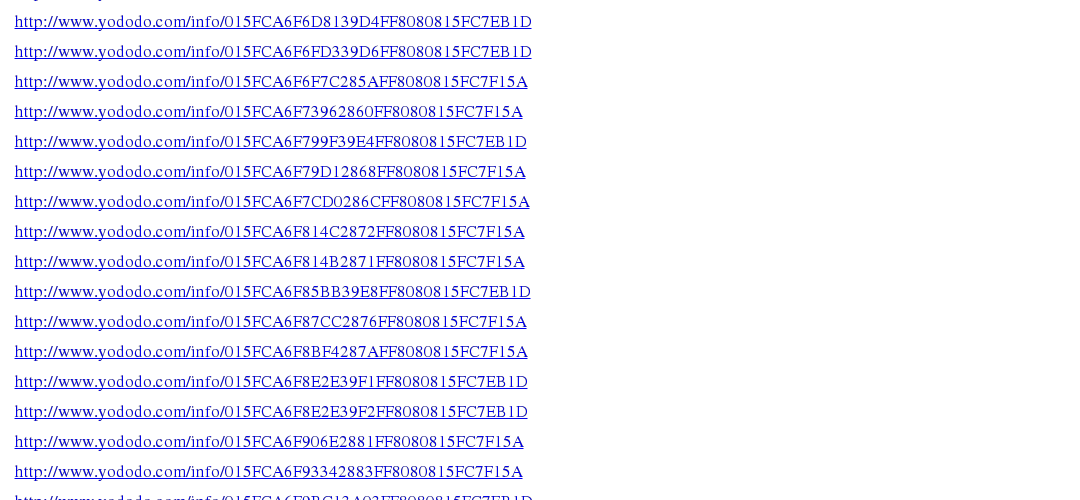 http://www.yododo.com/info/015FCA6F6D8139D4FF8080815FC7EB1D
http://www.yododo.com/info/015FCA6F6FD339D6FF8080815FC7EB1D
http://www.yododo.com/info/015FCA6F6F7C285AFF8080815FC7F15A
http://www.yododo.com/info/015FCA6F73962860FF8080815FC7F15A
http://www.yododo.com/info/015FCA6F799F39E4FF8080815FC7EB1D
http://www.yododo.com/info/015FCA6F79D12868FF8080815FC7F15A
http://www.yododo.com/info/015FCA6F7CD0286CFF8080815FC7F15A
http://www.yododo.com/info/015FCA6F814C2872FF8080815FC7F15A
http://www.yododo.com/info/015FCA6F814B2871FF8080815FC7F15A
http://www.yododo.com/info/015FCA6F85BB39E8FF8080815FC7EB1D
http://www.yododo.com/info/015FCA6F87CC2876FF8080815FC7F15A
http://www.yododo.com/info/015FCA6F8BF4287AFF8080815FC7F15A
http://www.yododo.com/info/015FCA6F8E2E39F1FF8080815FC7EB1D
http://www.yododo.com/info/015FCA6F8E2E39F2FF8080815FC7EB1D
http://www.yododo.com/info/015FCA6F906E2881FF8080815FC7F15A
http://www.yododo.com/info/015FCA6F93342883FF8080815FC7F15A